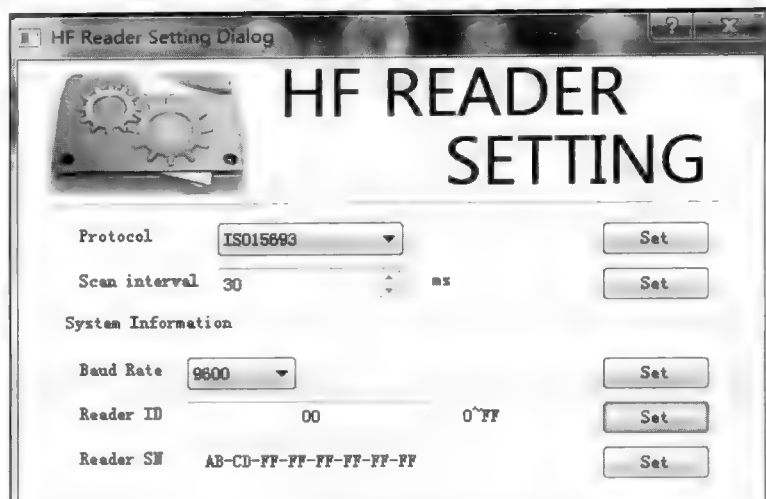 HF Reader Setting Dialog
HF READER
SETTING
Protocol ISO15693 Set
Scan interval 30 ms Set
System Information
Baud Rate 9600 Set
Reader ID 00 0~FF Set
Reader SN AB-CD-FF-FF-FF-FF-FF-FF Set